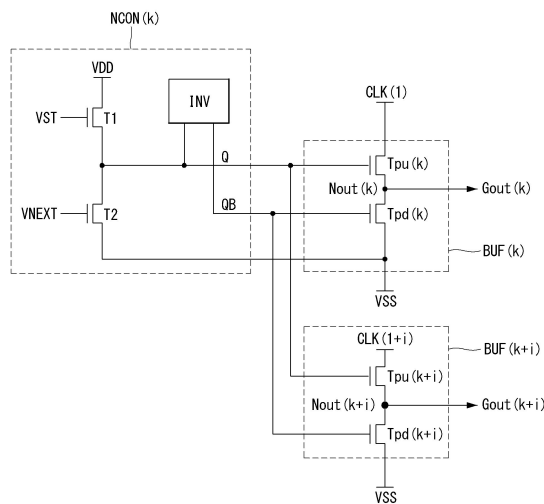 NCON(k)
VDD
VST
T1
INV
CLK(1)
Q
Tpu(k)
Nout(k)
Gout(k)
VNEXT
T2
QB
Tpd(k)
BUF(k)
VSS
CLK(1+i)
BUF(k+i)
Tpu(k+i)
Nout(k+i)
Gout(k+i)
Tpd(k+i)
VSS